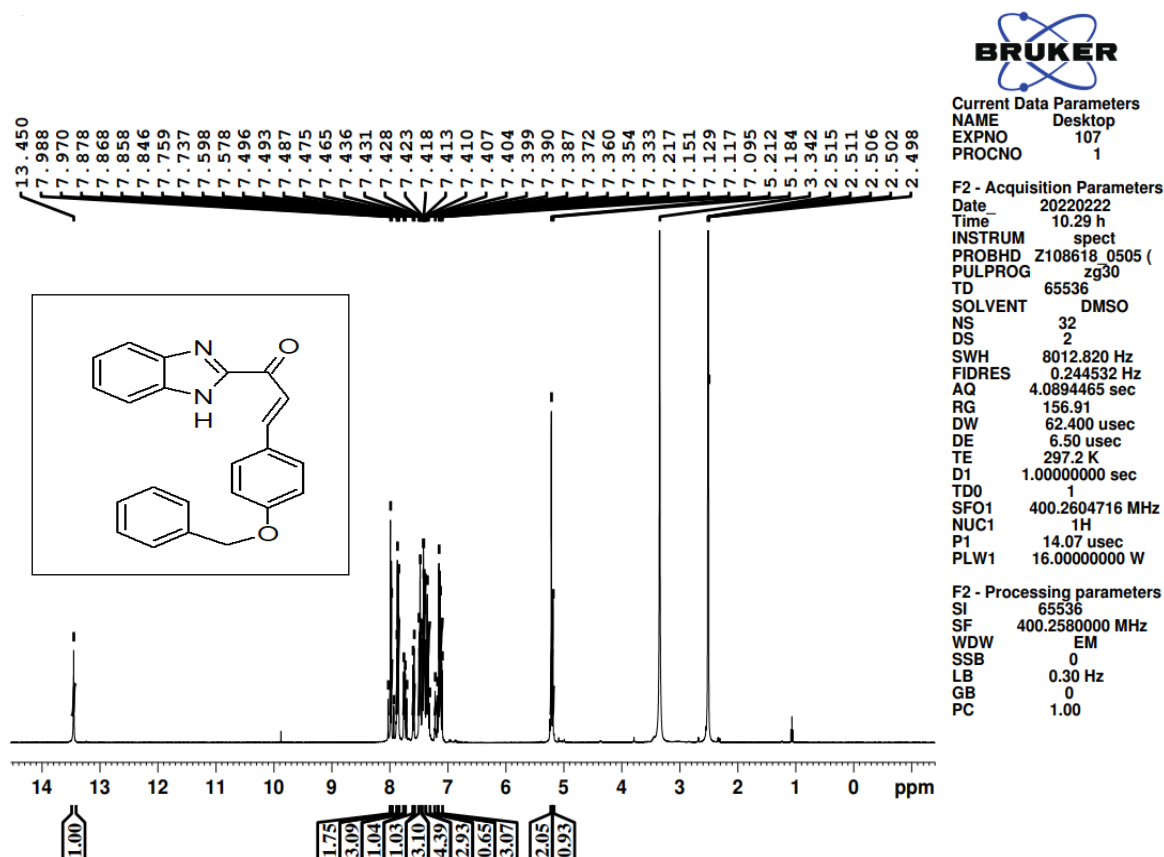 BRUKER
13.450
7.988
7.970
7.878
7.868
7.858
7.846
7.759
7.737
7.598
7.578
7.496
7.493
7.487
7.475
7.465
7.436
7.431
7.428
7.423
7.418
7.413
7.410
7.407
7.404
7.399
7.390
7.387
7.372
7.360
7.354
7.333
7.217
7.151
7.129
7.117
7.095
5.212
5.184
3.342
2.515
2.511
2.506
2.502
2.498
Current Data Parameters
NAME Desktop
EXPNO 107
PROCNO 1
F2 - Acquisition Parameters
Date_ 20220222
Time 10.29 h
INSTRUM spect
PROBHD Z108618_0505 (
PULPROG zg30
TD 65536
SOLVENT DMSO
NS 32
DS 2
SWH 8012.820 Hz
FIDRES 0.244532 Hz
AQ 4.0894465 sec
RG 156.91
DW 62.400 usec
DE 6.50 usec
TE 297.2 K
D1 1.00000000 sec
TD0 1
SFO1 400.2604716 MHz
NUC1 1H
P1 14.07 usec
PLW1 16.00000000 W
F2 - Processing parameters
SI 65536
SF 400.2580000 MHz
WDW EM
SSB 0
LB 0.30 Hz
GB 0
PC 1.00
N
O
N
H
O
14 13 12 11 10 9 8 7 6 5 4 3 2 1 0 ppm
1.00
1.75
3.09
1.04
1.03
3.10
4.39
2.93
0.65
3.07
2.05
0.93